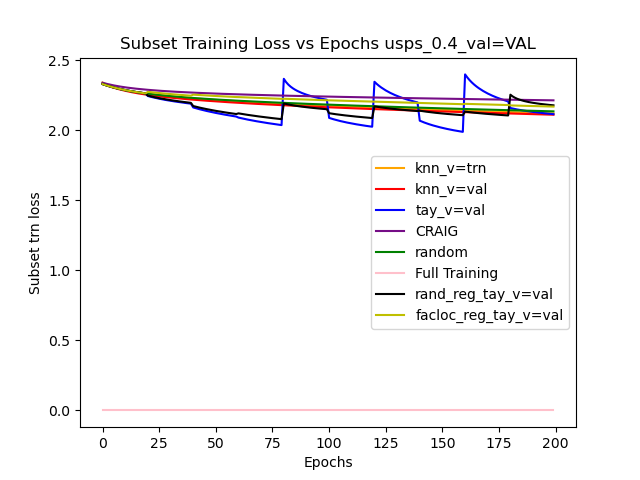 Subset Training Loss vs Epochs usps_0.4_val=VAL
Subset trn loss
2.5
2.0
1.5
1.0
0.5
0.0
knn_v=trn
knn_v=val
tay_v=val
CRAIG
random
Full Training
rand_reg_tay_v=val
facloc_reg_tay_v=val
0 25 50 75 100 125 150 175 200
Epochs